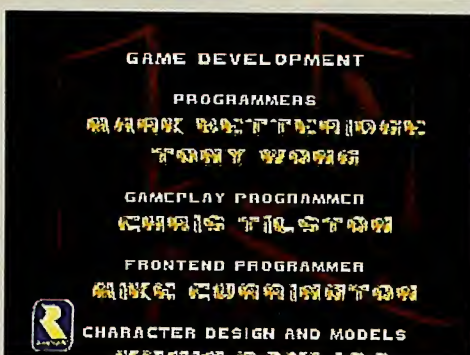 GAME DEVELOPMENT
PROGRAMMERS
MARK BETTERIDGE
TONY WONG
GAMEPLAY PROGRAMMER
CHRIS TILSTON
FRONTEND PROGRAMMER
MIKE CURRINGTON
CHARACTER DESIGN AND MODELS